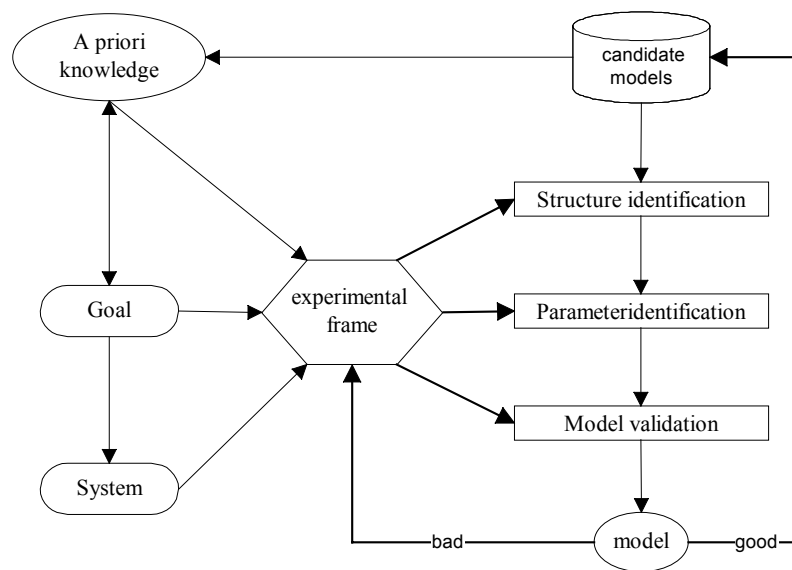 A priori
knowledge
candidate
models
Structure identification
experimental
frame
Goal
Parameteridentification
Model validation
System
bad
model
good